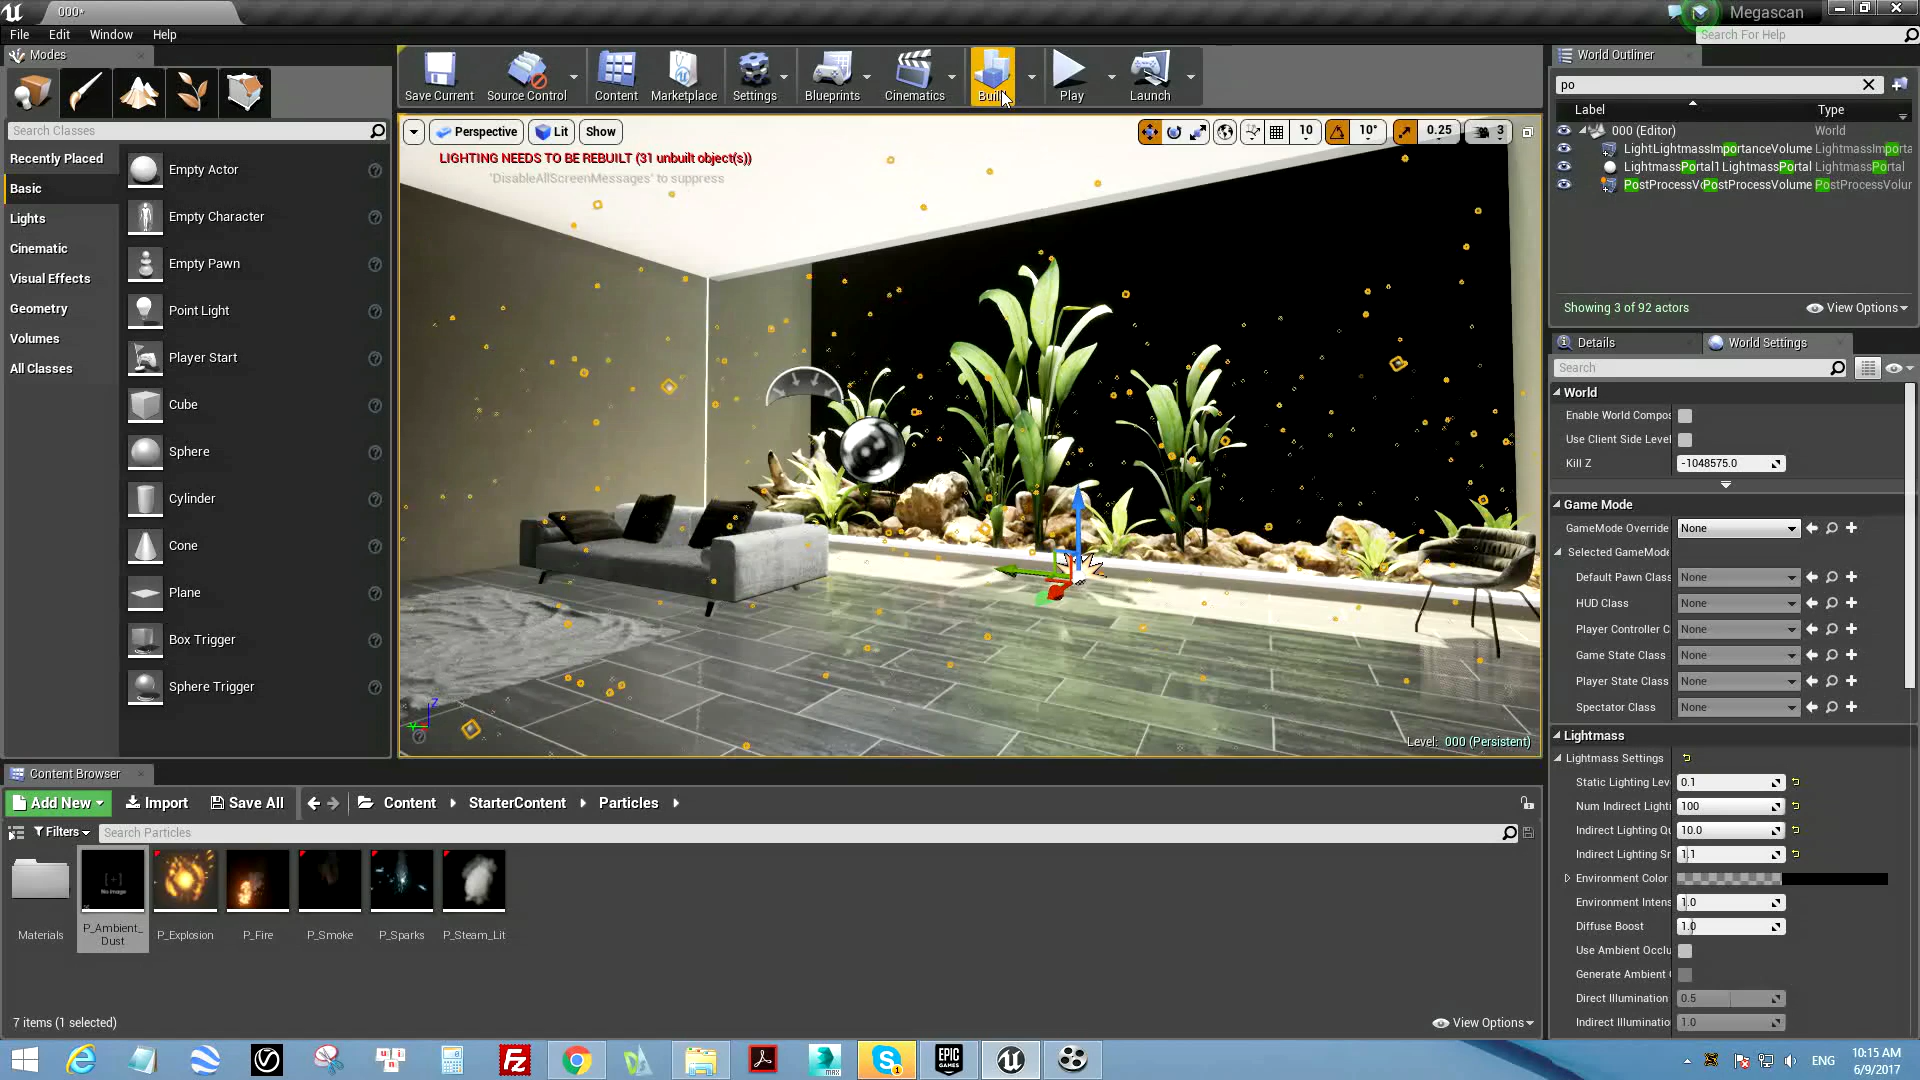 000*
Megascan
File Edit Window Help
Search For Help
Modes
Save Current Source Control Content Marketplace Settings Blueprints Cinematics Build Play Launch
World Outliner
po
Label Type
000 (Editor) World
LightLightmassImportanceVolume LightmassImporta
LightmassPortal1 LightmassPortal LightmassPortal
PostProcessV PostProcessVolume PostProcessVolur
Showing 3 of 92 actors View Options
Search Classes
Recently Placed
Basic
Lights
Cinematic
Visual Effects
Geometry
Volumes
All Classes
Empty Actor
Empty Character
Empty Pawn
Point Light
Player Start
Cube
Sphere
Cylinder
Cone
Plane
Box Trigger
Sphere Trigger
Perspective Lit Show
10 10° 0.25 3
LIGHTING NEEDS TO BE REBUILT (31 unbuilt object(s))
'DisableAllScreenMessages' to suppress
Z
Y
Level: 000 (Persistent)
Details World Settings
Search
World
Enable World Compos
Use Client Side Level
Kill Z -1048575.0
Game Mode
GameMode Override None
Selected GameMode
Default Pawn Class None
HUD Class None
Player Controller C None
Game State Class None
Player State Class None
Spectator Class None
Lightmass
Lightmass Settings
Static Lighting Lev 0.1
Num Indirect Lighti 100
Indirect Lighting Qu 10.0
Indirect Lighting Sm 1.1
Environment Color
Environment Intens 1.0
Diffuse Boost 1.0
Use Ambient Occlu
Generate Ambient
Direct Illumination 0.5
Indirect Illuminatio 1.0
Content Browser
Add New Import Save All Content StarterContent Particles
Filters Search Particles
No Image
Materials
P_Ambient_
Dust
P_Explosion
P_Fire
P_Smoke
P_Sparks
P_Steam_Lit
7 items (1 selected)
View Options
MAX
EPIC
GAMES
ENG
10:15 AM
6/9/2017